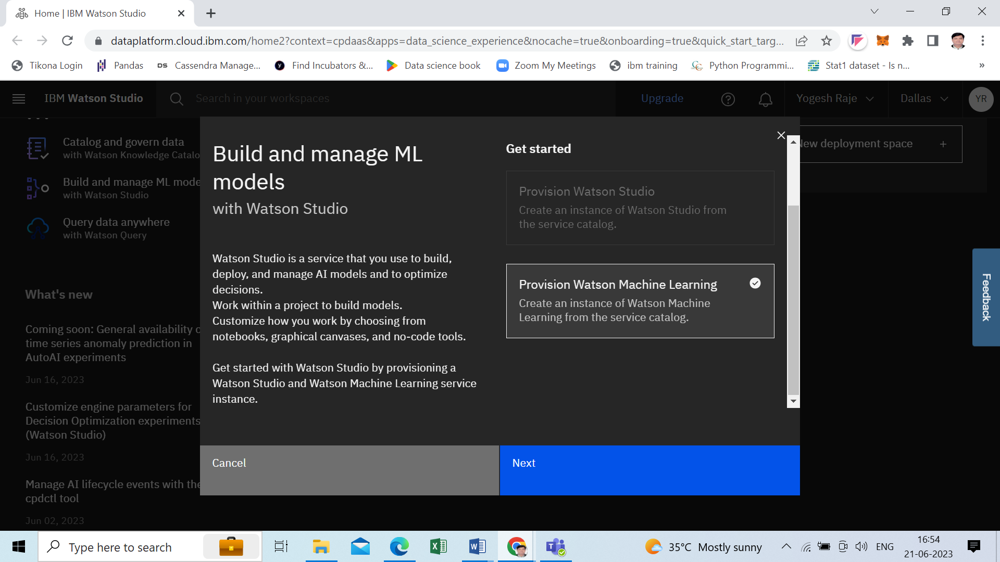 Home | IBM Watson Studio
dataplatform.cloud.ibm.com/home2?context=cpdaas&apps=data_science_experience&nocache=true&onboarding=true&quick_start_targ...
Tikona Login
Pandas
DS Cassendra Manage...
Find Incubators &...
Data science book
Zoom My Meetings
ibm training
Python Programmi...
Stat1 dataset - Is n...
»
IBM Watson Studio
Search in your workspaces
Upgrade
Yogesh Raje
Dallas
YR
Catalog and govern data
with Watson Knowledge Catalo
Build and manage ML mode
with Watson Studio
Query data anywhere
with Watson Query
What's new
Coming soon: General availability o
time series anomaly prediction in
AutoAI experiments
Jun 16, 2023
Customize engine parameters for
Decision Optimization experiments
(Watson Studio)
Jun 16, 2023
Manage AI lifecycle events with the
cpdctl tool
Jun 02, 2023
Build and manage ML
models
with Watson Studio
Watson Studio is a service that you use to build,
deploy, and manage AI models and to optimize
decisions.
Work within a project to build models.
Customize how you work by choosing from
notebooks, graphical canvases, and no-code tools.
Get started with Watson Studio by provisioning a
Watson Studio and Watson Machine Learning service
instance.
Get started
Provision Watson Studio
Create an instance of Watson Studio from
the service catalog.
Provision Watson Machine Learning
Create an instance of Watson Machine
Learning from the service catalog.
Cancel
Next
New deployment space +
Feedback
Type here to search
35°C Mostly sunny
ENG
16:54
21-06-2023